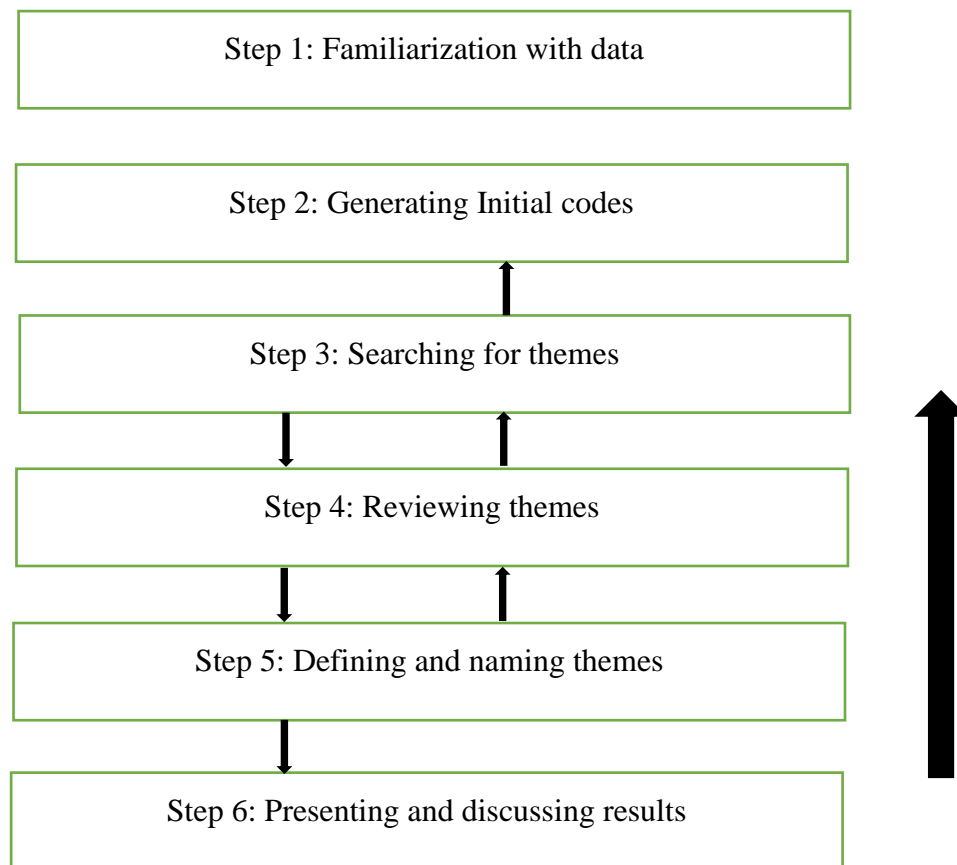 Step 1: Familiarization with data
Step 2: Generating Initial codes
Step 3: Searching for themes
Step 4: Reviewing themes
Step 5: Defining and naming themes
Step 6: Presenting and discussing results